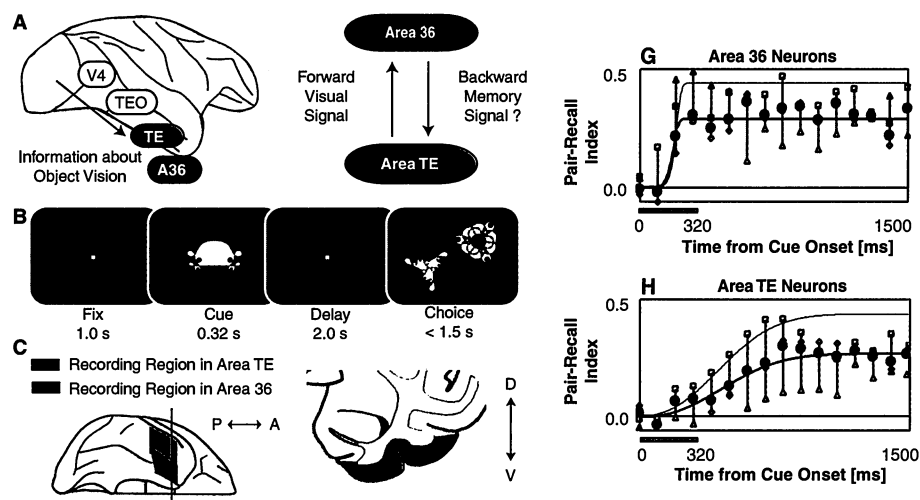 A
V4
TEO
TE
A36
Information about
Object Vision
Area 36
Forward
Visual
Signal
Backward
Memory
Signal ?
Area TE
B
Fix
1.0 s
Cue
0.32 s
Delay
2.0 s
Choice
< 1.5 s
C
Recording Region in Area TE
Recording Region in Area 36
P A
D
V
G
Area 36 Neurons
Pair-Recall
Index
0.5
0.0
0 320 1500
Time from Cue Onset [ms]
H
Area TE Neurons
Pair-Recall
Index
0.5
0.0
0 320 1500
Time from Cue Onset [ms]